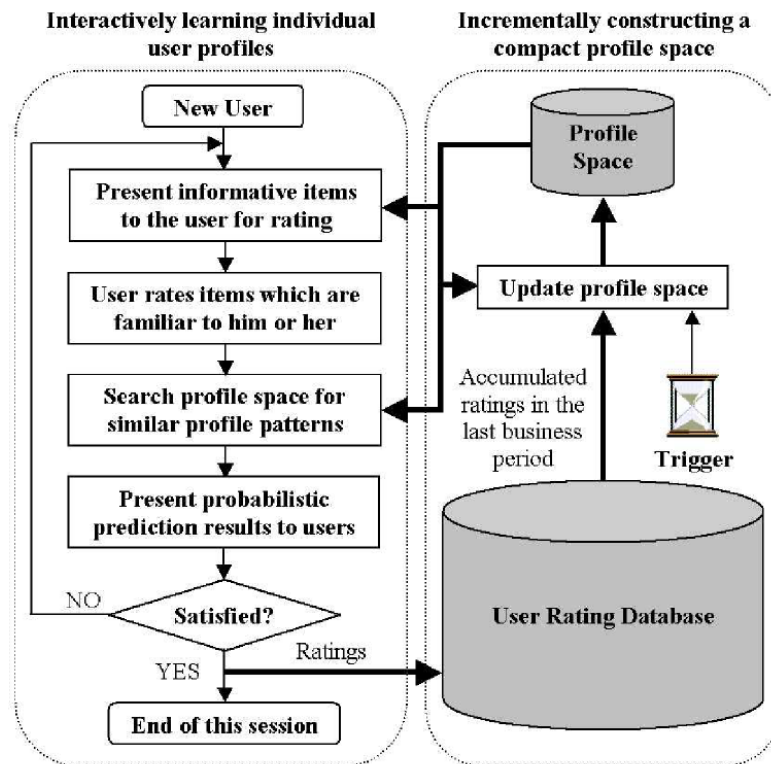 Interactively learning individual
user profiles
New User
Present informative items
to the user for rating
User rates items which are
familiar to him or her
Search profile space for
similar profile patterns
Present probabilistic
prediction results to users
NO
Satisfied?
YES
Ratings
End of this session
Incrementally constructing a
compact profile space
Profile
Space
Update profile space
Accumulated
ratings in the
last business
period
Trigger
User Rating Database